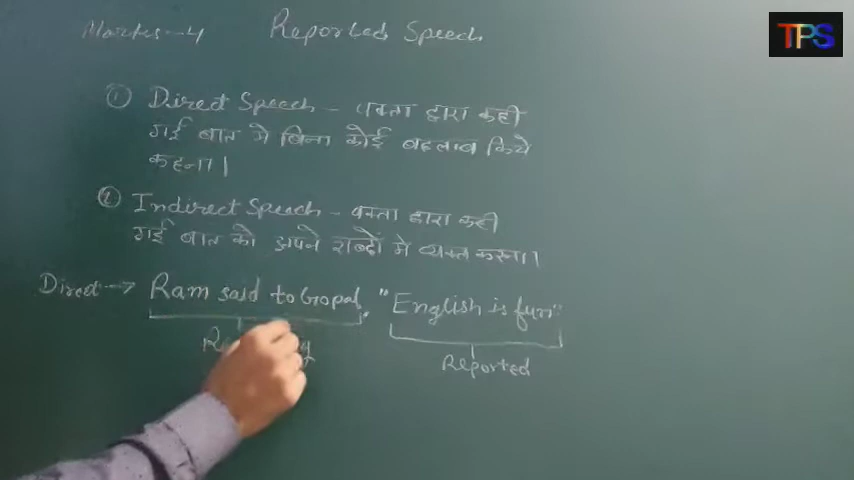 Marks-4 Reported Speech
TPS
① Direct Speech - वक्ता द्वारा कही
गई बात मे बिना कोई बदलाव किये
कहना।
② Indirect Speech - वक्ता द्वारा कही
गई बात को अपने शब्दों मे व्यक्त करना।
Direct → Ram said to Gopal, "English is fun"
Reported